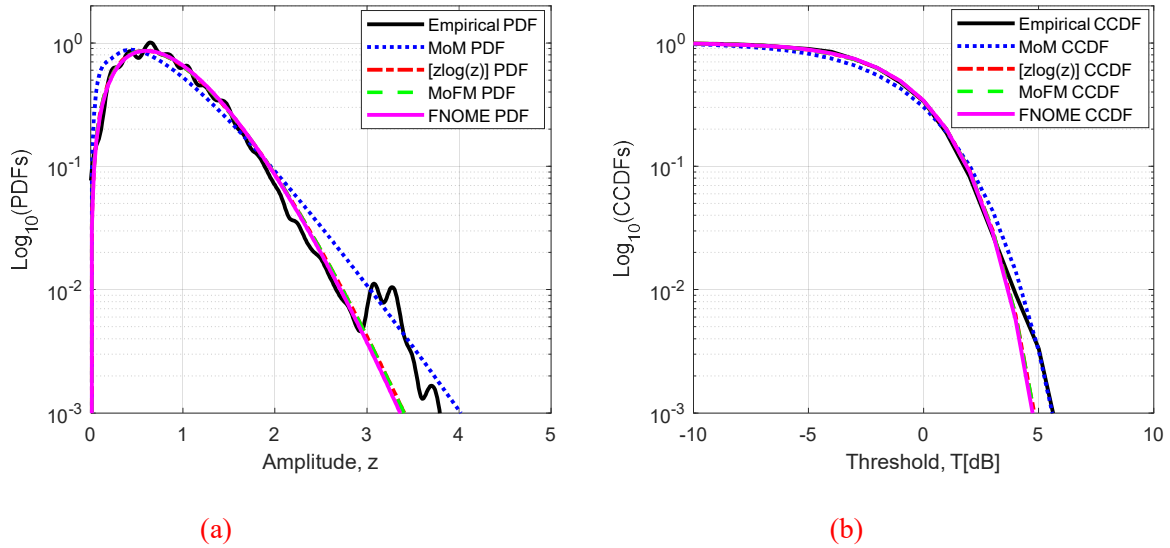 Empirical PDF
MoM PDF
[zlog(z)] PDF
MoFM PDF
FNOME PDF
10^0
10^-1
10^-2
10^-3
Log_10(PDFs)
0 1 2 3 4 5
Amplitude, z
(a)
Empirical CCDF
MoM CCDF
[zlog(z)] CCDF
MoFM CCDF
FNOME CCDF
10^0
10^-1
10^-2
10^-3
Log_10(CCDFs)
-10 -5 0 5 10
Threshold, T[dB]
(b)